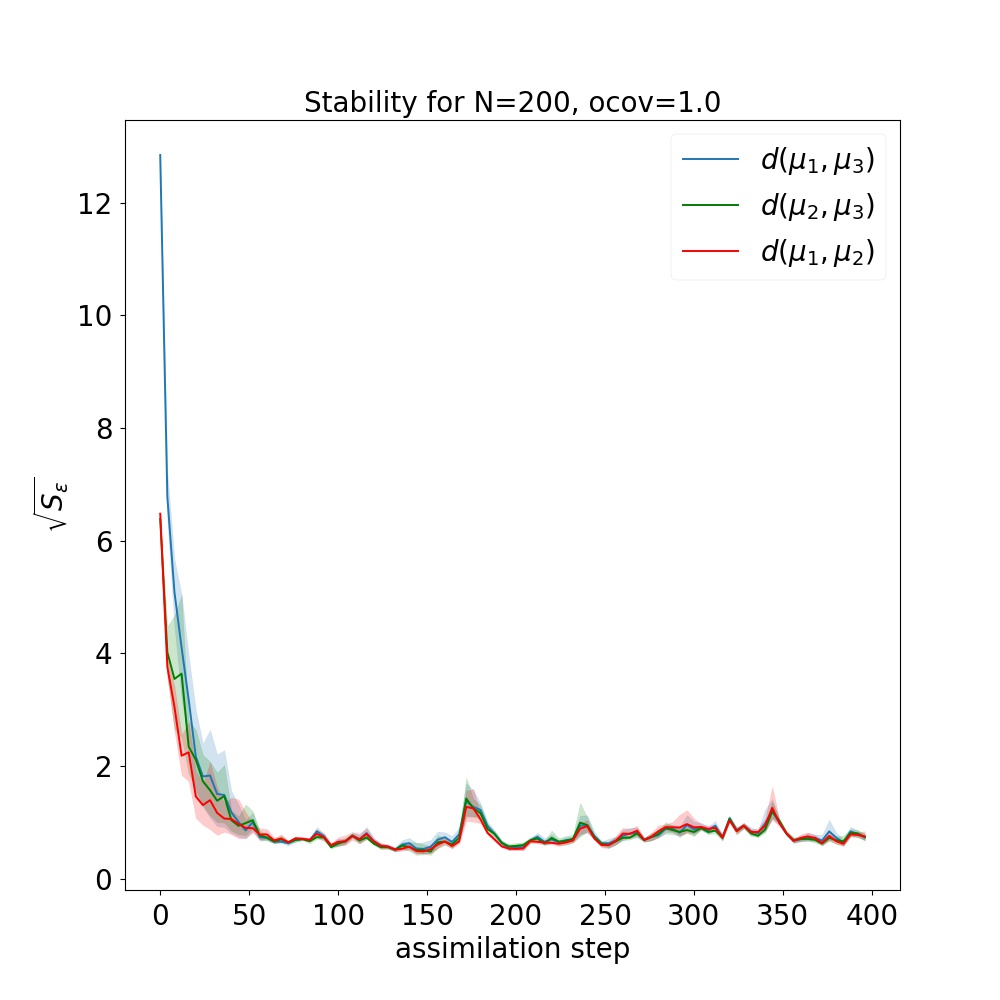 Stability for N=200, ocov=1.0
d(μ₁, μ₃)
d(μ₂, μ₃)
d(μ₁, μ₂)
12
10
8
6
4
2
0
√Sε
0 50 100 150 200 250 300 350 400
assimilation step